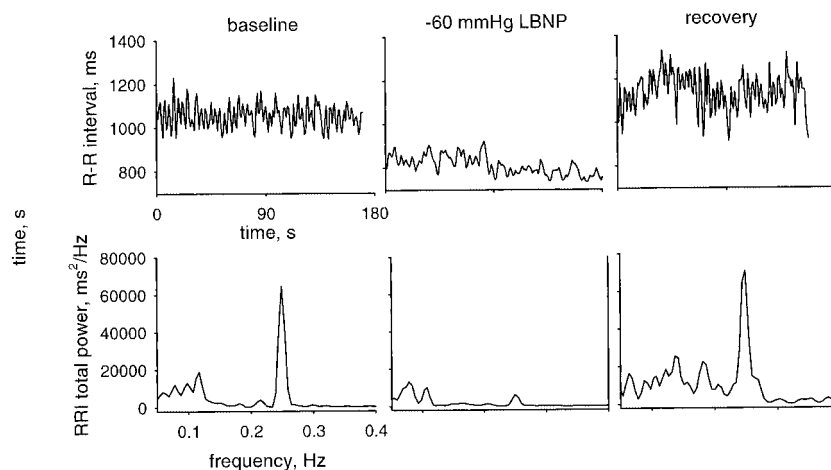 baseline
-60 mmHg LBNP
recovery
R-R interval, ms
1400
1200
1000
800
0
90
180
time, s
time, s
RRI total power, ms²/Hz
80000
60000
40000
20000
0
0.1
0.2
0.3
0.4
frequency, Hz